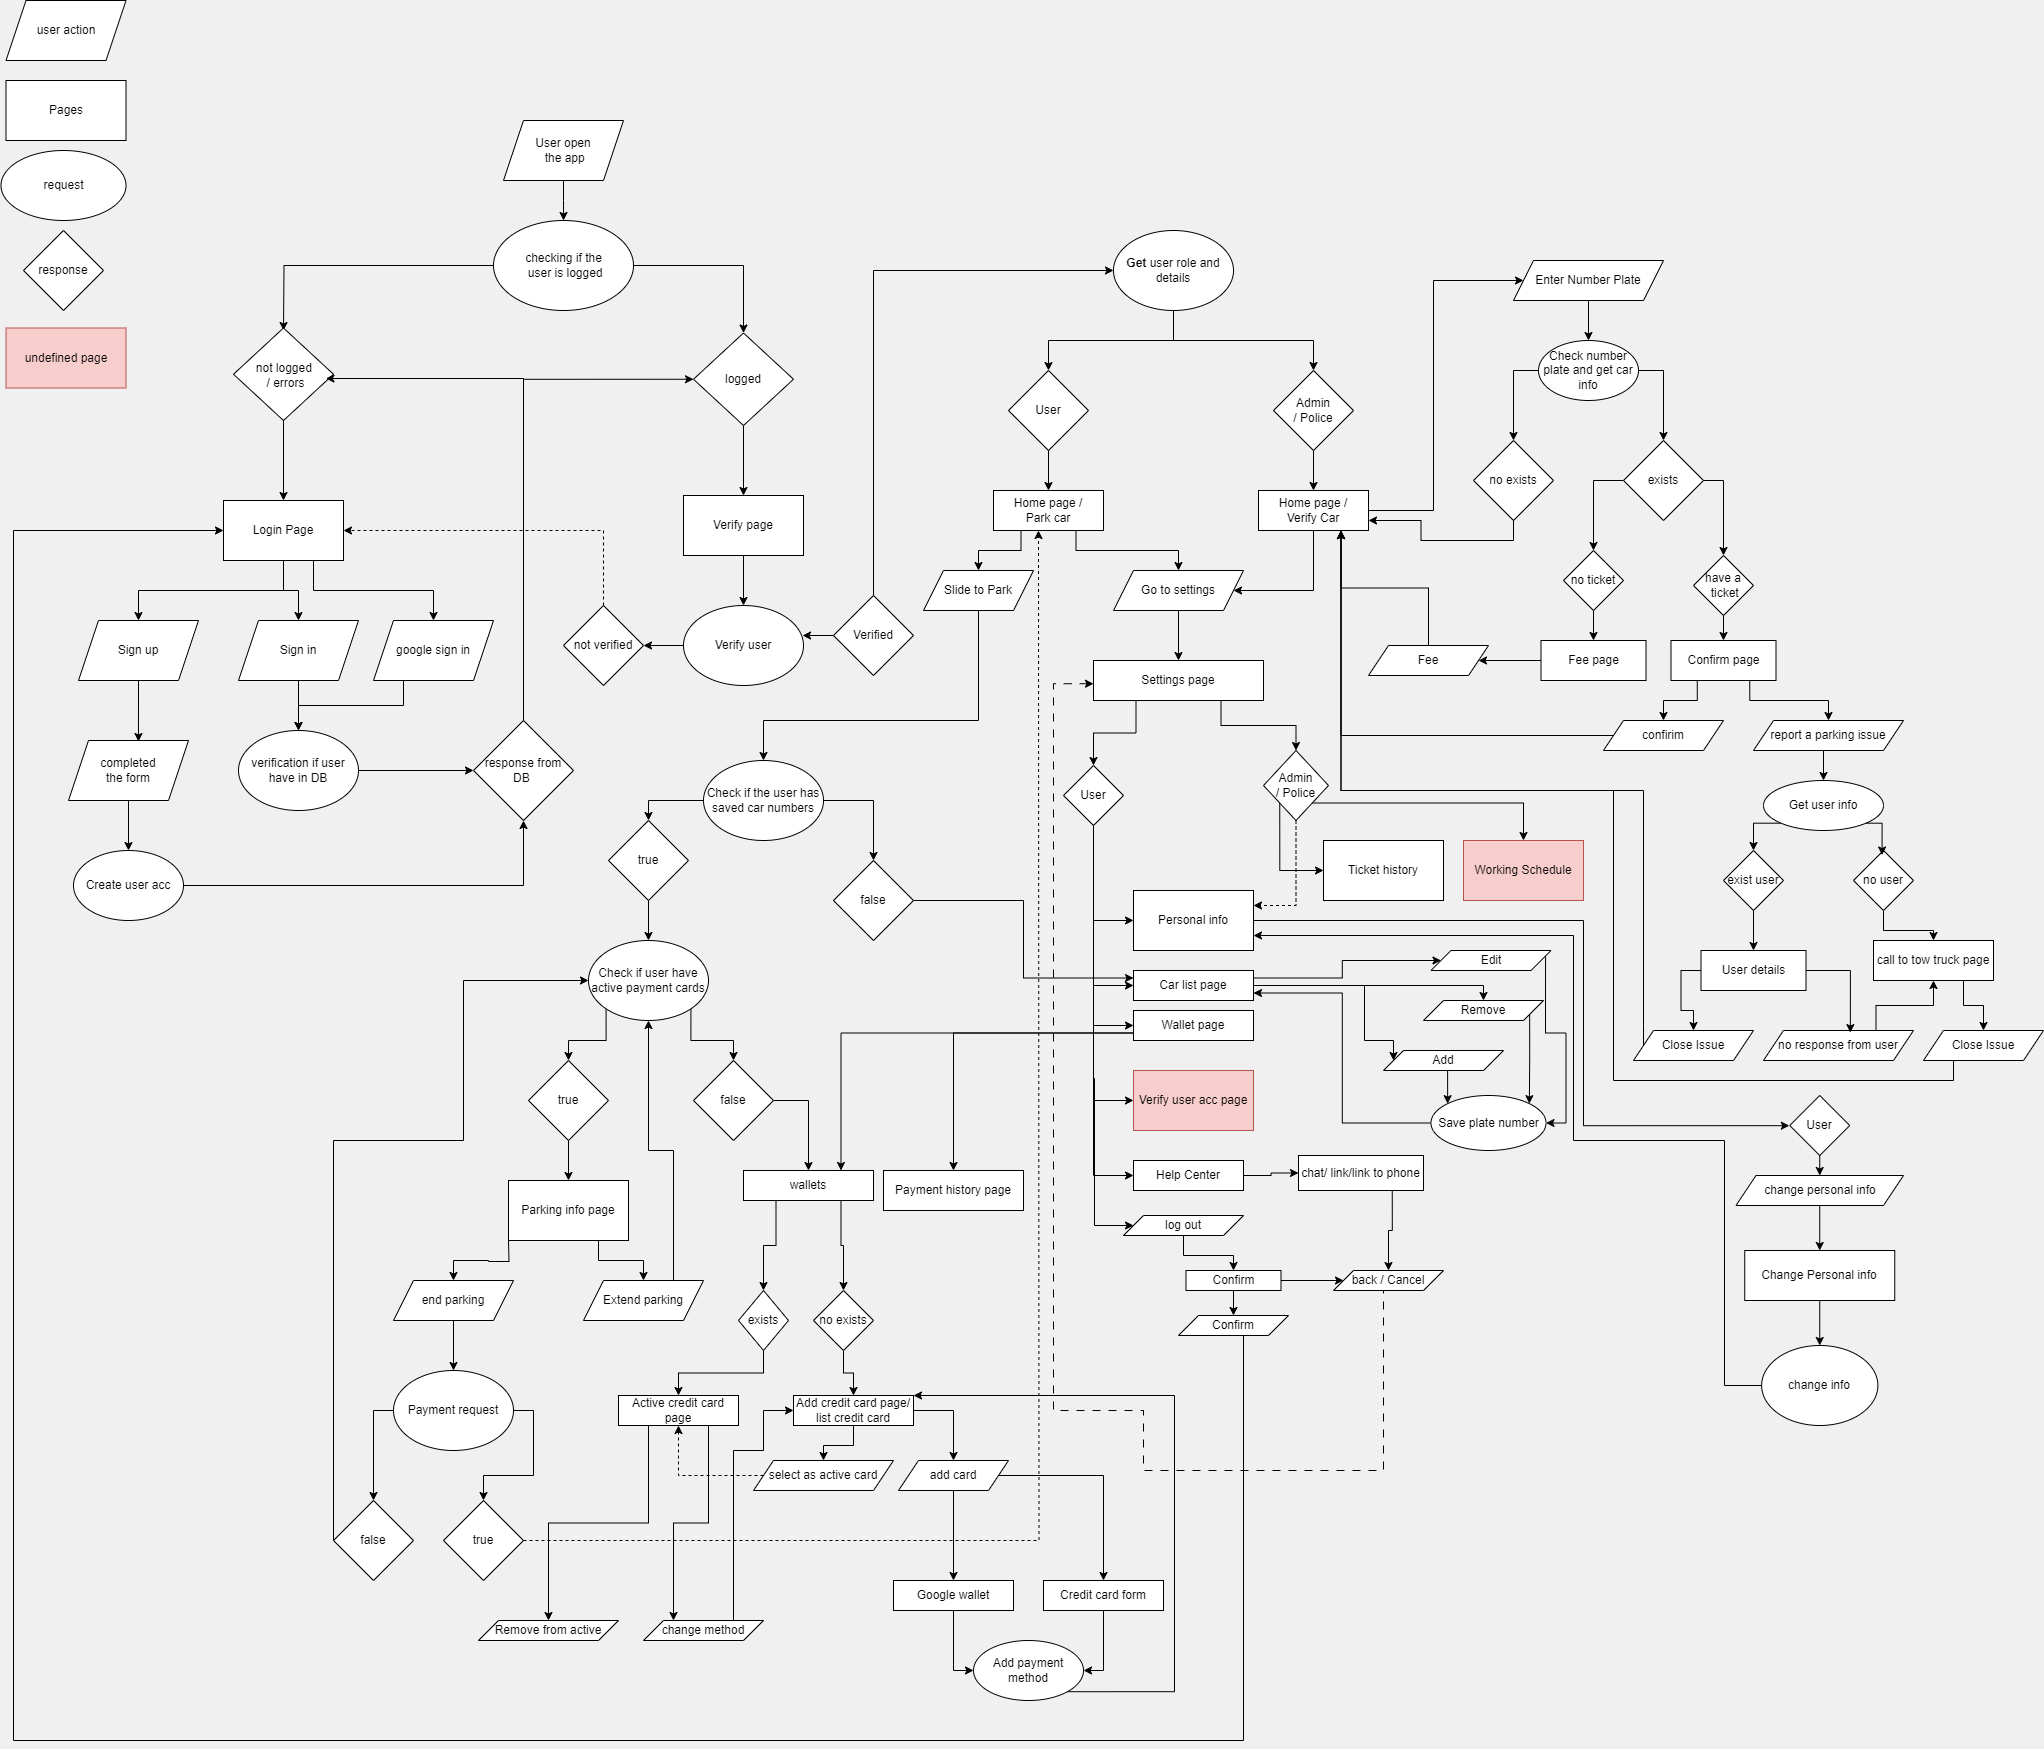 user action
Pages
request
response
undefined page
User open
the app
checking if the
user is logged
not logged
/ errors
logged
Login Page
Verify page
Sign up
Sign in
google sign in
not verified
Verify user
Verified
completed
the form
verification if user
have in DB
response from
DB
Create user acc
Get user role and
details
User
Admin
/ Police
Home page /
Park car
Home page /
Verify Car
Slide to Park
Go to settings
Settings page
Enter Number Plate
Check number
plate and get car
info
no exists
exists
no ticket
have a
ticket
Fee
Fee page
Confirm page
confirim
report a parking issue
Get user info
exist user
no user
User details
call to tow truck page
Close Issue
no response from user
Close Issue
Check if the user has
saved car numbers
true
false
User
Admin
/ Police
Ticket history
Working Schedule
Personal info
Car list page
Wallet page
Verify user acc page
Help Center
log out
Edit
Remove
Add
Save plate number
chat/ link/link to phone
Confirm
back / Cancel
Confirm
User
change personal info
Change Personal info
change info
Check if user have
active payment cards
true
false
Parking info page
wallets
Payment history page
end parking
Extend parking
exists
no exists
Payment request
Active credit card
page
Add credit card page/
list credit card
select as active card
add card
false
true
Google wallet
Credit card form
Remove from active
change method
Add payment
method